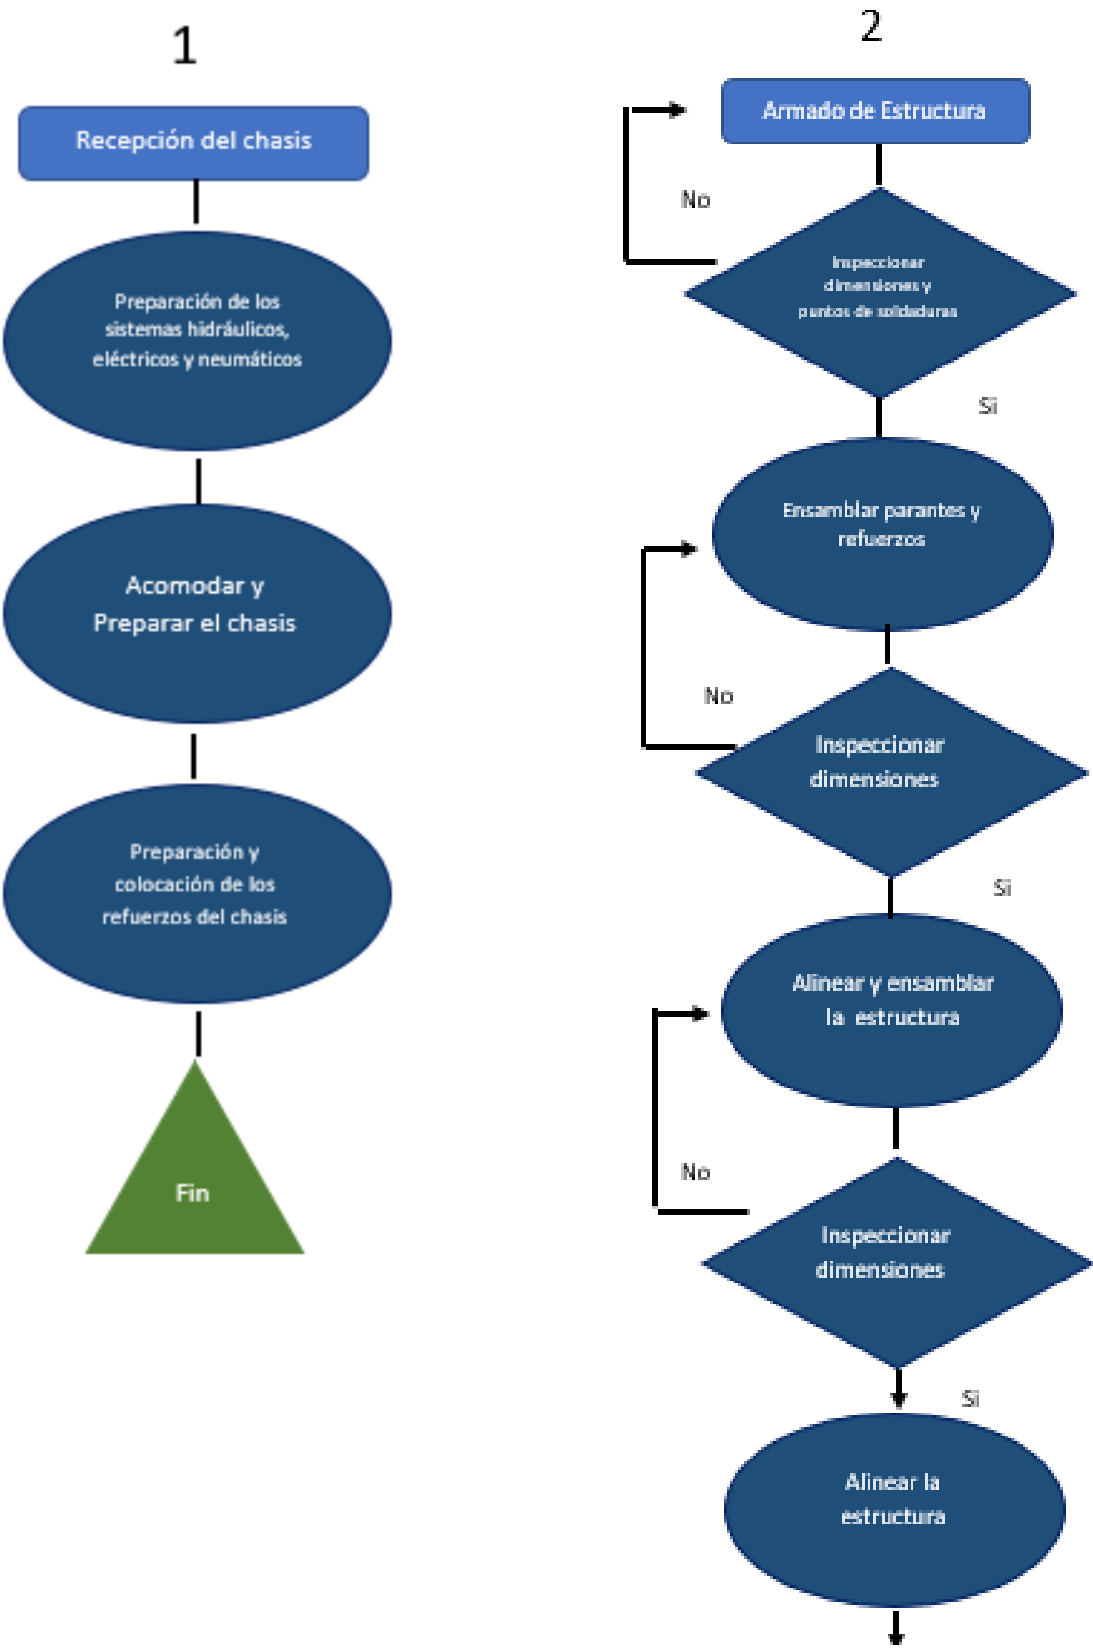 1
Recepción del chasis
Preparación de los
sistemas hidráulicos,
eléctricos y neumáticos
Acomodar y
Preparar el chasis
Preparación y
colocación de los
refuerzos del chasis
Fin
2
Armado de Estructura
No
Inspeccionar
dimensiones y
puntos de soldaduras
Si
Ensamblar parantes y
refuerzos
No
Inspeccionar
dimensiones
Si
Alinear y ensamblar
la estructura
No
Inspeccionar
dimensiones
Si
Alinear la
estructura